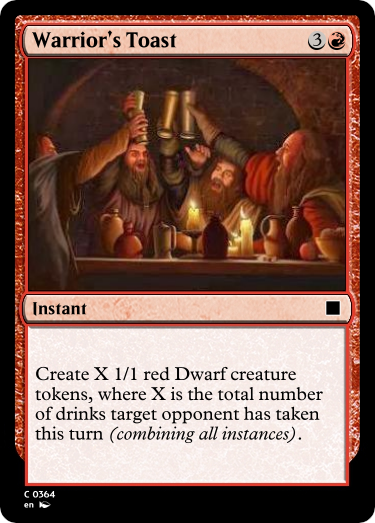 Warrior's Toast 3
Instant
Create X 1/1 red Dwarf creature
tokens, where X is the total number
of drinks target opponent has taken
this turn (combining all instances).
C 0364
en